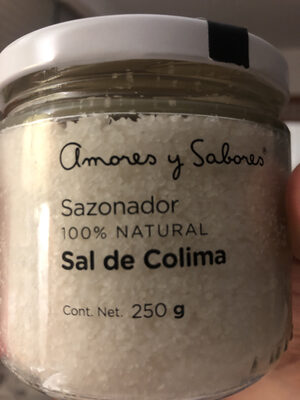 Amores y Sabores
Sazonador
100% NATURAL
Sal de Colima
Cont. Net. 250 g